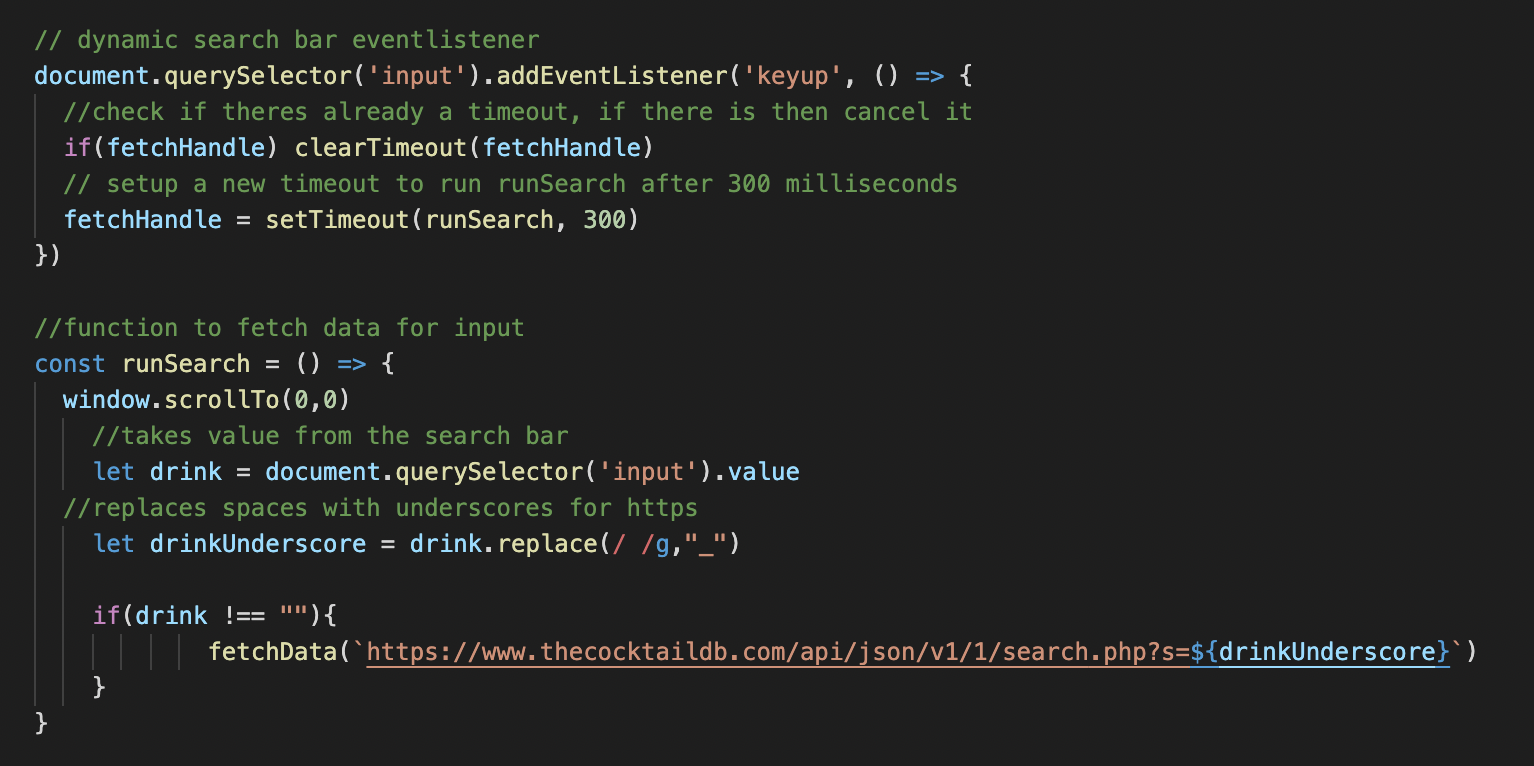 // dynamic search bar eventlistener
document.querySelector('input').addEventListener('keyup', () => {
  //check if theres already a timeout, if there is then cancel it
  if(fetchHandle) clearTimeout(fetchHandle)
  // setup a new timeout to run runSearch after 300 milliseconds
  fetchHandle = setTimeout(runSearch, 300)
})

//function to fetch data for input
const runSearch = () => {
  window.scrollTo(0,0)
    //takes value from the search bar
    let drink = document.querySelector('input').value
  //replaces spaces with underscores for https
    let drinkUnderscore = drink.replace(/ /g,"_")

    if(drink !== ""){
            fetchData(`https://www.thecocktaildb.com/api/json/v1/1/search.php?s=${drinkUnderscore}`)
    }
}